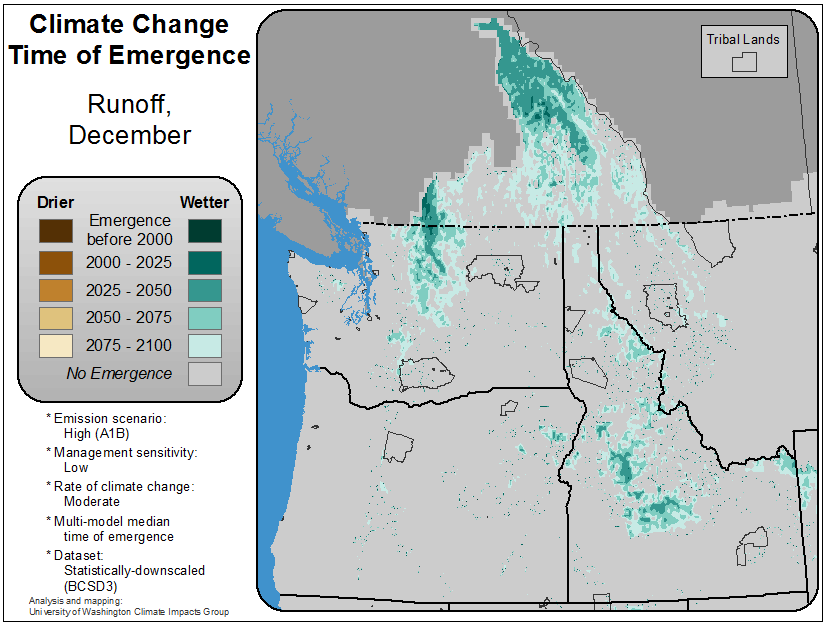 Climate Change
Time of Emergence
Runoff,
December
Drier
Wetter
Emergence
before 2000
2000 - 2025
2025 - 2050
2050 - 2075
2075 - 2100
No Emergence
* Emission scenario:
High (A1B)
* Management sensitivity:
Low
* Rate of climate change:
Moderate
* Multi-model median
time of emergence
* Dataset:
Statistically-downscaled
(BCSD3)
Analysis and mapping:
University of Washington Climate Impacts Group
Tribal Lands